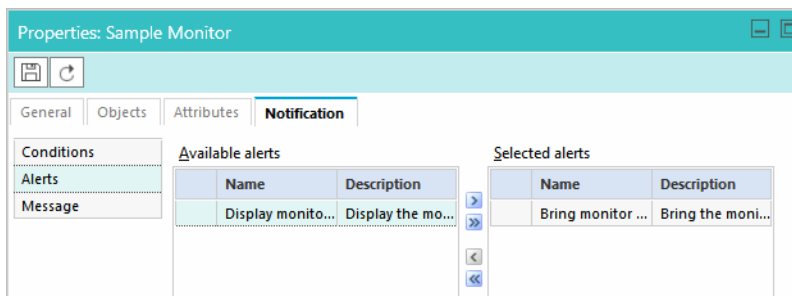 Properties: Sample Monitor
General Objects Attributes Notification
Conditions
Alerts
Message
Available alerts
Name Description
Display monito... Display the mo...
Selected alerts
Name Description
Bring monitor ... Bring the moni...